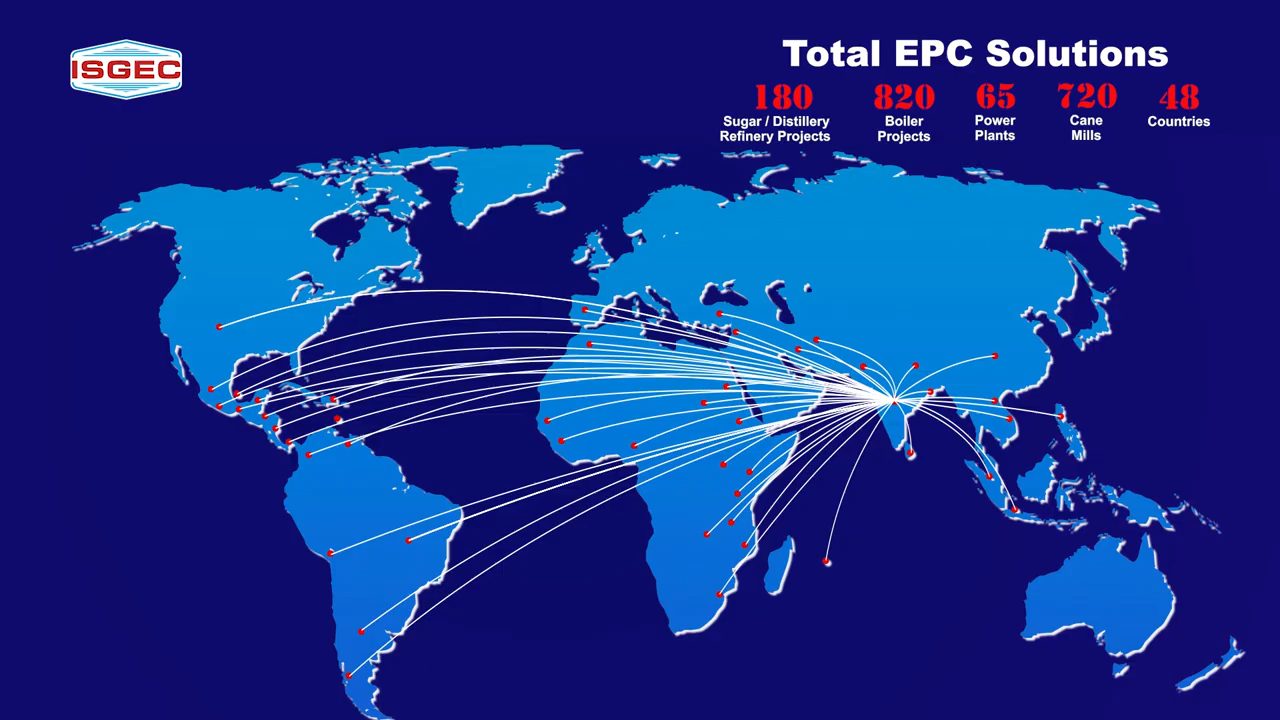 ISGEC
Total EPC Solutions
180
Sugar / Distillery
Refinery Projects
820
Boiler
Projects
65
Power
Plants
720
Cane
Mills
48
Countries